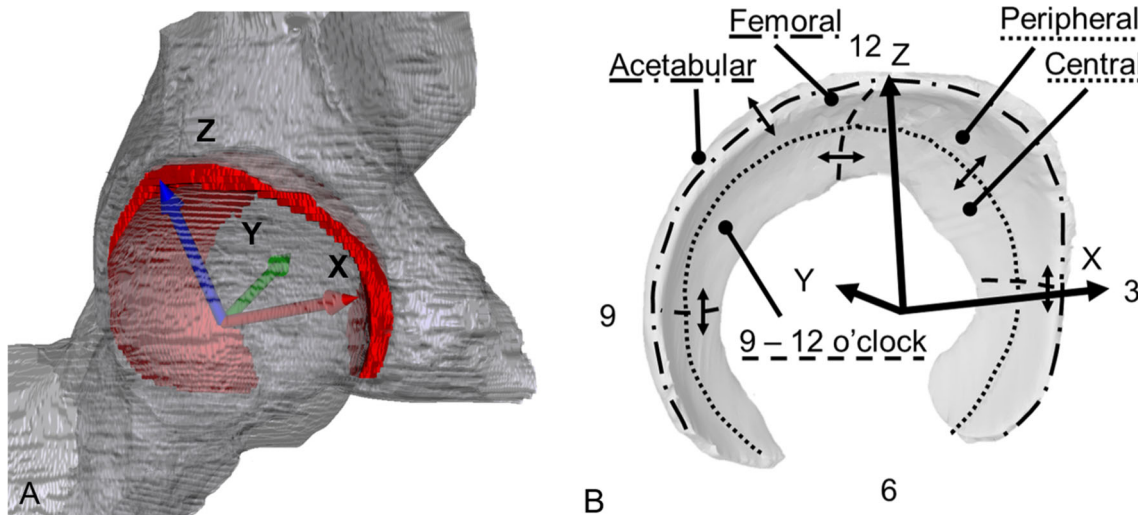 Z
Y
X
A
Femoral
Peripheral
12
Z
Acetabular
Central
Y
X
9
3
9 – 12 o'clock
B
6